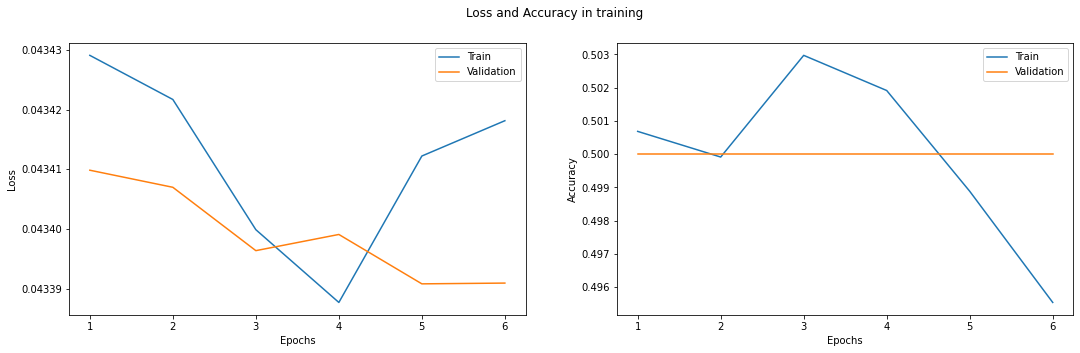 Loss and Accuracy in training
0.04343
0.04342
0.04341
0.04340
0.04339
Loss
1 2 3 4 5 6
Epochs
Train
Validation
0.503
0.502
0.501
0.500
0.499
0.498
0.497
0.496
Accuracy
1 2 3 4 5 6
Epochs
Train
Validation